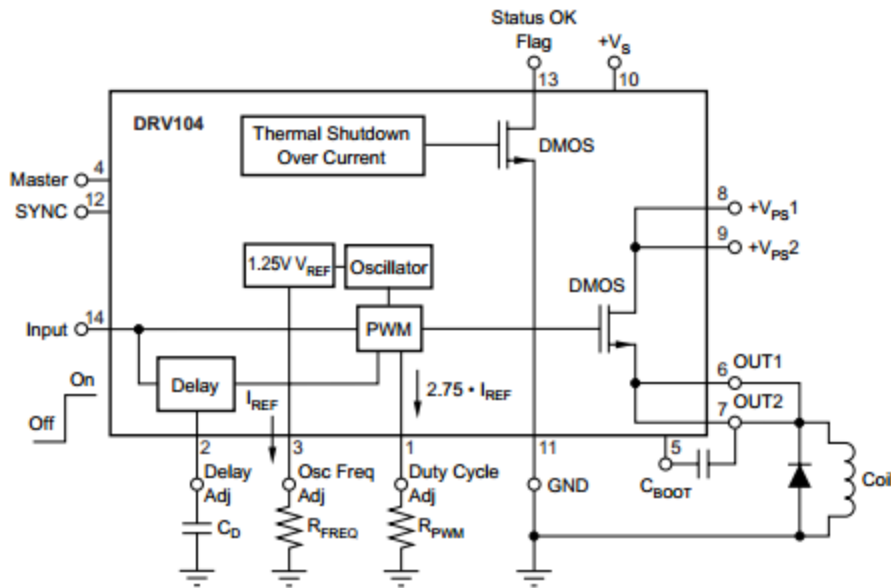 Status OK
Flag
+VS
13
10
DRV104
Thermal Shutdown
Over Current
DMOS
Master
4
SYNC
12
8
+VPS1
9
+VPS2
1.25V VREF
Oscillator
DMOS
Input
14
PWM
Delay
IREF
2.75 • IREF
On
Off
6
OUT1
7
OUT2
2
3
1
11
5
Delay
Adj
Osc Freq
Adj
Duty Cycle
Adj
GND
CBOOT
Coil
CD
RFREQ
RPWM